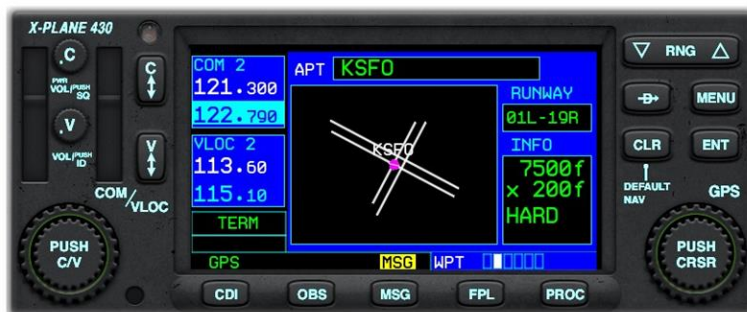 X-PLANE 430
.C
PWR
VOL/PUSH
SQ
C
.V
VOL/PUSH
ID
V
COM/VLOC
PUSH
C/V
COM 2
121.300
122.790
VLOC 2
113.60
115.10
TERM
GPS
MSG
WPT
APT KSFO
KSFO
RUNWAY
01L-19R
INFO
7500f
x 200f
HARD
RNG
D
MENU
CLR
ENT
DEFAULT
NAV
GPS
PUSH
CRSR
CDI
OBS
MSG
FPL
PROC